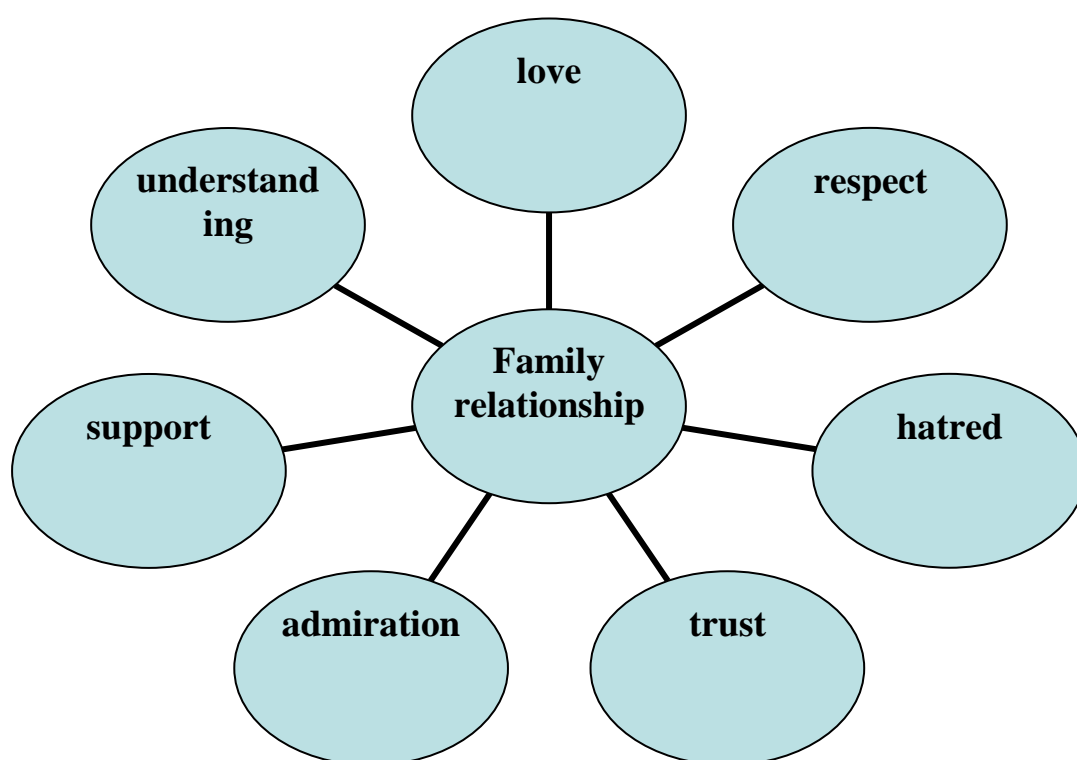 love
understand
ing
respect
Family
relationship
support
hatred
admiration
trust